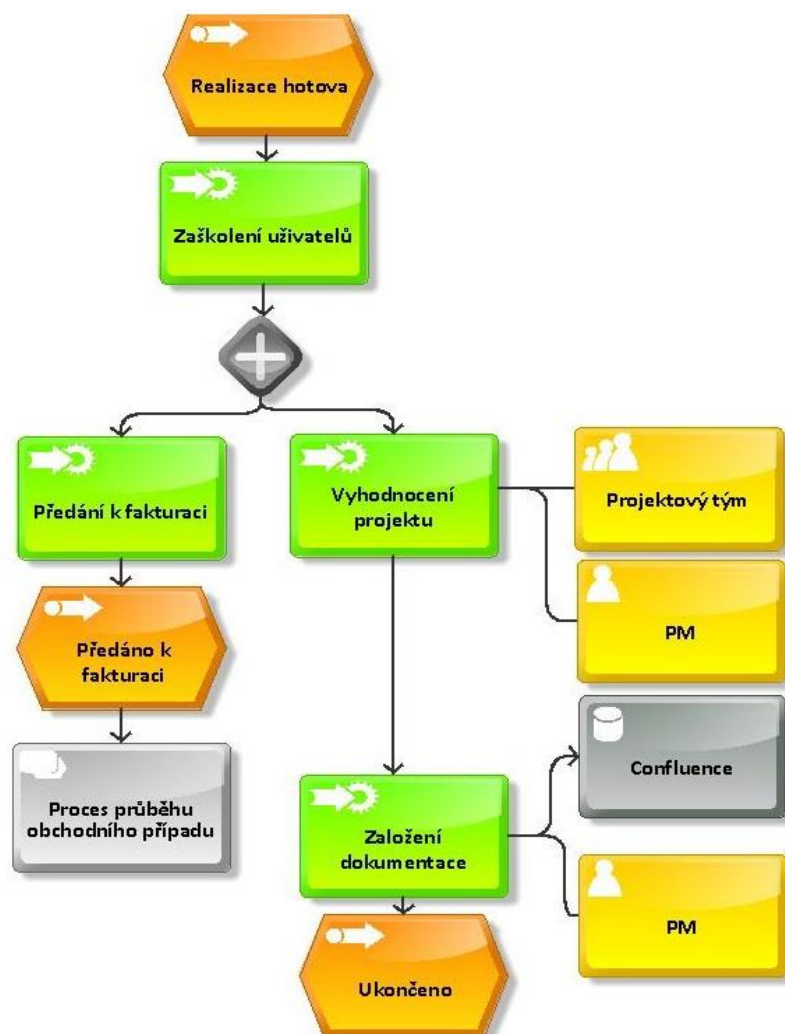 Realizace hotova
Zaškolení uživatelů
Předání k fakturaci
Vyhodnocení
projektu
Projektový tým
PM
Předáno k
fakturaci
Confluence
Proces průběhu
obchodního případu
Založení
dokumentace
PM
Ukončeno